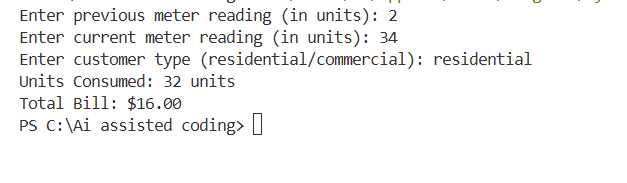 Enter previous meter reading (in units): 2
Enter current meter reading (in units): 34
Enter customer type (residential/commercial): residential
Units Consumed: 32 units
Total Bill: $16.00
PS C:\Ai assisted coding>